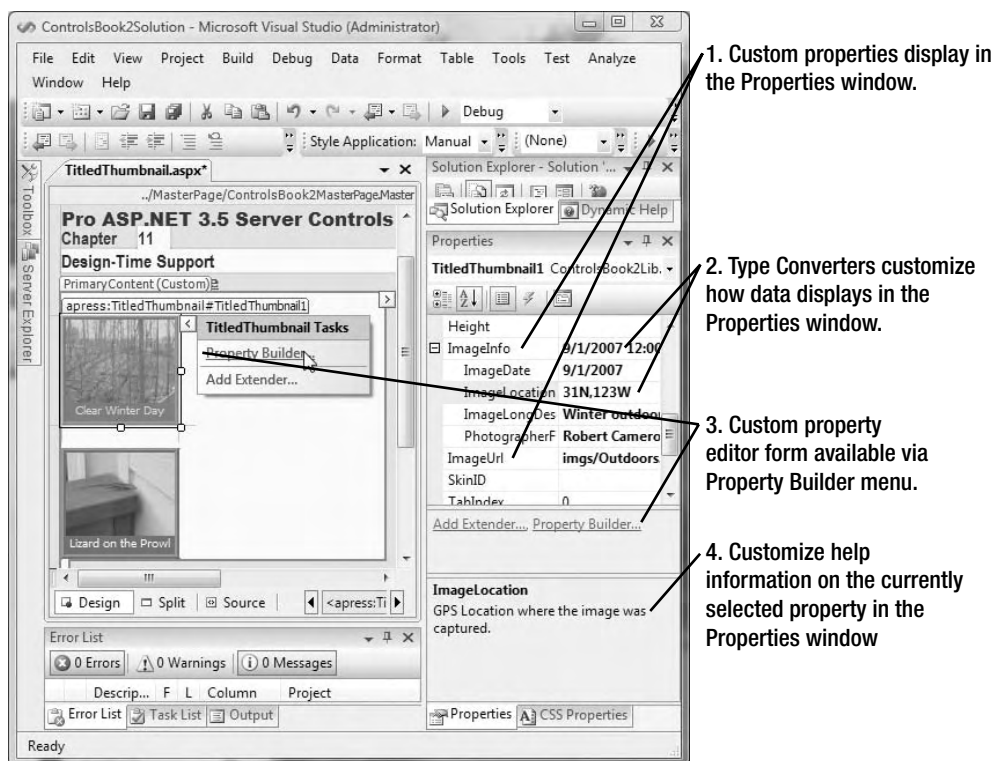 ControlsBook2Solution - Microsoft Visual Studio (Administrator)
File Edit View Project Build Debug Data Format Table Tools Test Analyze
Window Help
Debug
Style Application: Manual (None)
Toolbox
Server Explorer
TitledThumbnail.aspx*
../MasterPage/ControlsBook2MasterPage.Master
Pro ASP.NET 3.5 Server Controls
Chapter 11
Design-Time Support
PrimaryContent (Custom)
apress:TitledThumbnail#TitledThumbnail1
TitledThumbnail Tasks
Property Builder...
Add Extender...
Clear Winter Day
Lizard on the Prowl
Design Split Source <apress:Ti
Error List
0 Errors 0 Warnings 0 Messages
Descrip... F L Column Project
Error List Task List Output
Ready
Solution Explorer - Solution '...
Solution Explorer Dynamic Help
Properties
TitledThumbnail1 ControlsBook2Lib.
Height
ImageInfo 9/1/2007 12:00
ImageDate 9/1/2007
ImageLocation 31N,123W
ImageLongDes Winter outdoor
PhotographerF Robert Camero
ImageUrl imgs/Outdoors
SkinID
TabIndex 0
Add Extender..., Property Builder...
ImageLocation
GPS Location where the image was
captured.
Properties CSS Properties
1. Custom properties display in
the Properties window.
2. Type Converters customize
how data displays in the
Properties window.
3. Custom property
editor form available via
Property Builder menu.
4. Customize help
information on the currently
selected property in the
Properties window